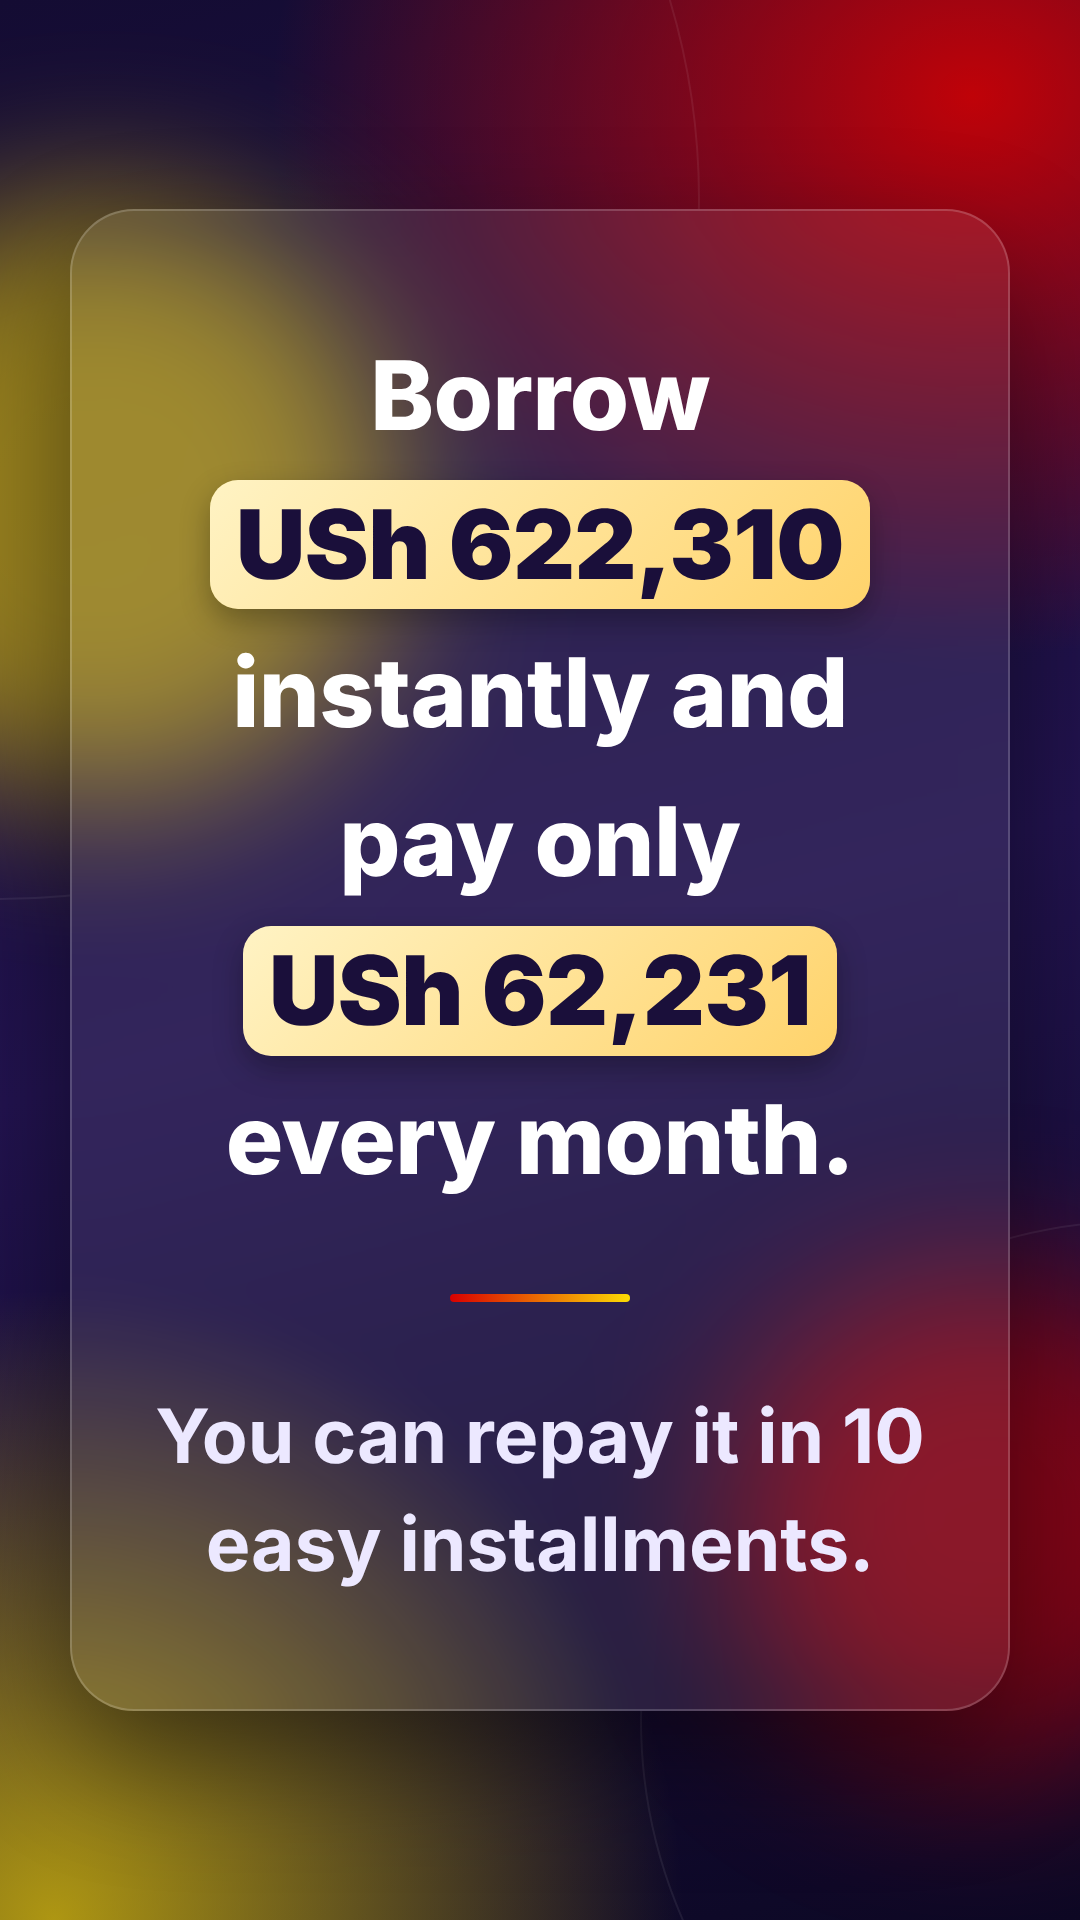 Borrow
USh 622,310
instantly and
pay only
USh 62,231
every month.
You can repay it in 10
easy installments.